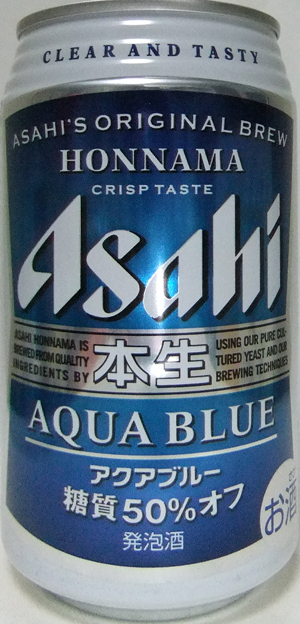 CLEAR AND TASTY
ASAHI'S ORIGINAL BREW
HONNAMA
CRISP TASTE
Asahi
ASAHI HONNAMA IS
BREWED FROM QUALITY
INGREDIENTS BY
本生
USING OUR PURE CUL-
TURED YEAST AND OUR
BREWING TECHNIQUES
AQUA BLUE
アクアブルー
糖質50%オフ
発泡酒
お酒